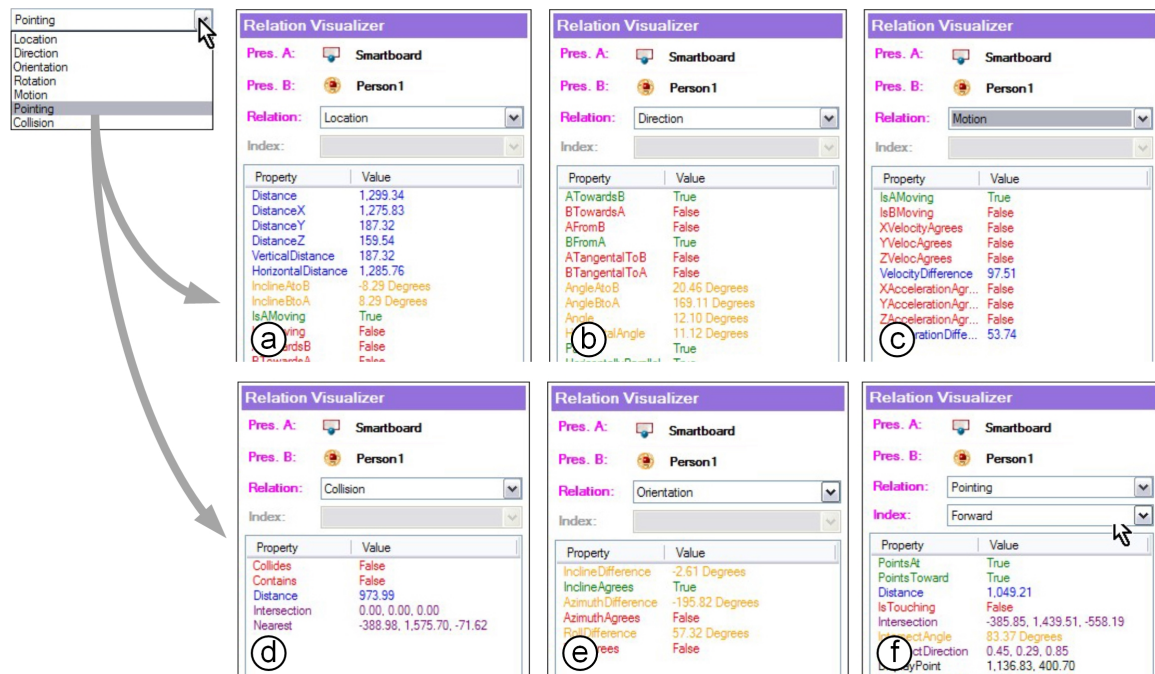 Pointing
Location
Direction
Orientation
Rotation
Motion
Pointing
Collision
Relation Visualizer
Pres. A: Smartboard
Pres. B: Person1
Relation: Location
Index:
Property Value
Distance 1,299.34
DistanceX 1,275.83
DistanceY 187.32
DistanceZ 159.54
VerticalDistance 187.32
HorizontalDistance 1,285.76
InclineAtoB -8.29 Degrees
InclineBtoA 8.29 Degrees
IsAMoving True
False
False
False
a
Relation Visualizer
Pres. A: Smartboard
Pres. B: Person1
Relation: Direction
Index:
Property Value
ATowardsB True
BTowardsA False
AFromB False
BFromA True
ATangentalToB False
BTangentalToA False
AngleAtoB 20.46 Degrees
AngleBtoA 169.11 Degrees
Angle 12.10 Degrees
11.12 Degrees
True
b
Relation Visualizer
Pres. A: Smartboard
Pres. B: Person1
Relation: Motion
Index:
Property Value
IsAMoving True
IsBMoving False
XVelocityAgrees False
YVelocAgrees False
ZVelocAgrees False
VelocityDifference 97.51
XAccelerationAgr... False
YAccelerationAgr... False
ZAccelerationAgr... False
erationDiffe... 53.74
c
Relation Visualizer
Pres. A: Smartboard
Pres. B: Person1
Relation: Collision
Index:
Property Value
Collides False
Contains False
Distance 973.99
Intersection 0.00, 0.00, 0.00
Nearest -388.98, 1,575.70, -71.62
d
Relation Visualizer
Pres. A: Smartboard
Pres. B: Person1
Relation: Orientation
Index:
Property Value
InclineDifference -2.61 Degrees
InclineAgrees True
AzimuthDifference -195.82 Degrees
AzimuthAgrees False
RollDifference 57.32 Degrees
rees False
e
Relation Visualizer
Pres. A: Smartboard
Pres. B: Person1
Relation: Pointing
Index: Forward
Property Value
PointsAt True
PointsToward True
Distance 1,049.21
IsTouching False
Intersection -385.85, 1,439.51, -558.19
IntersectAngle 83.37 Degrees
ctDirection 0.45, 0.29, 0.85
ayPoint 1,136.83, 400.70
f